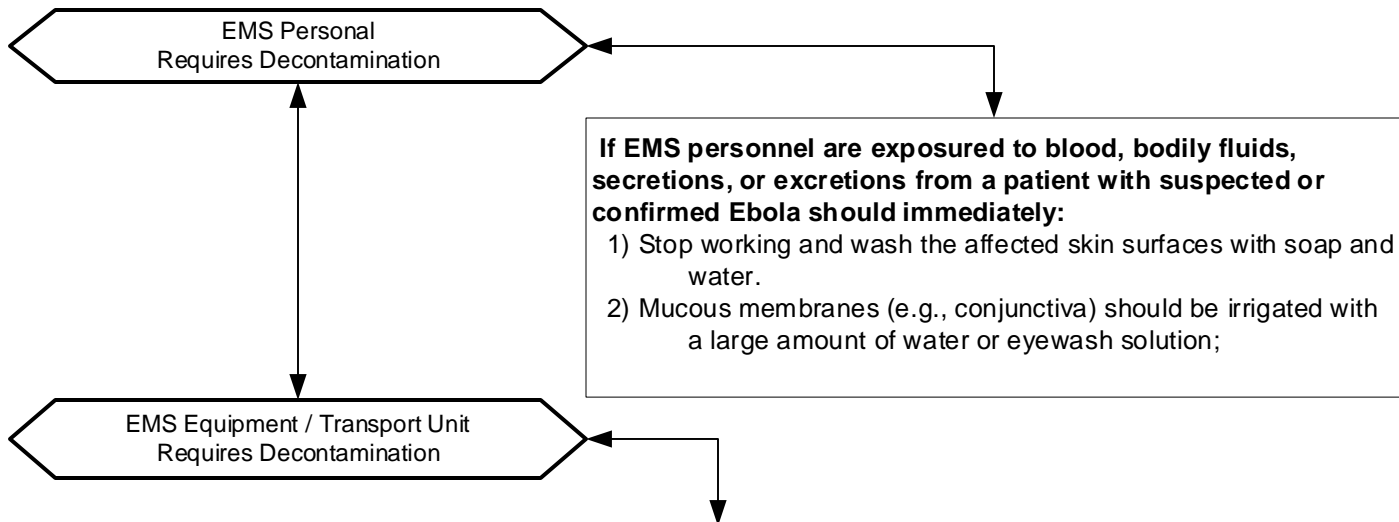 EMS Personal
Requires Decontamination
If EMS personnel are exposured to blood, bodily fluids,
secretions, or excretions from a patient with suspected or
confirmed Ebola should immediately:
1) Stop working and wash the affected skin surfaces with soap and
water.
2) Mucous membranes (e.g., conjunctiva) should be irrigated with
a large amount of water or eyewash solution;
EMS Equipment / Transport Unit
Requires Decontamination